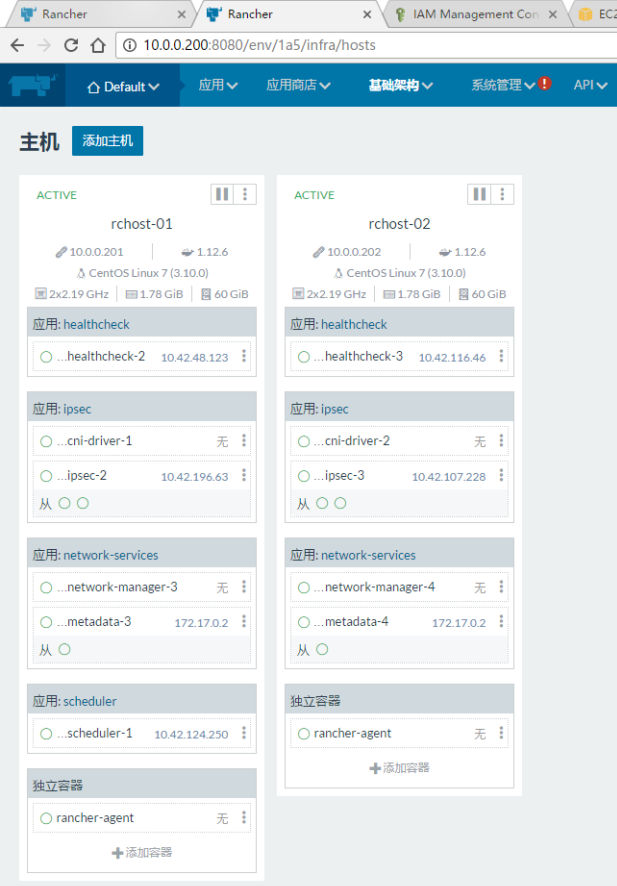 Rancher
Rancher
IAM Management Con
EC2
10.0.0.200:8080/env/1a5/infra/hosts
Default
应用
应用商店
基础架构
系统管理
API
主机
添加主机
ACTIVE
rchost-01
10.0.0.201
1.12.6
CentOS Linux 7 (3.10.0)
2x2.19 GHz
1.78 GiB
60 GiB
应用: healthcheck
...healthcheck-2 10.42.48.123
应用: ipsec
...cni-driver-1 无
...ipsec-2 10.42.196.63
从
应用: network-services
...network-manager-3 无
...metadata-3 172.17.0.2
从
应用: scheduler
...scheduler-1 10.42.124.250
独立容器
rancher-agent 无
添加容器
ACTIVE
rchost-02
10.0.0.202
1.12.6
CentOS Linux 7 (3.10.0)
2x2.19 GHz
1.78 GiB
60 GiB
应用: healthcheck
...healthcheck-3 10.42.116.46
应用: ipsec
...cni-driver-2 无
...ipsec-3 10.42.107.228
从
应用: network-services
...network-manager-4 无
...metadata-4 172.17.0.2
从
独立容器
rancher-agent 无
添加容器